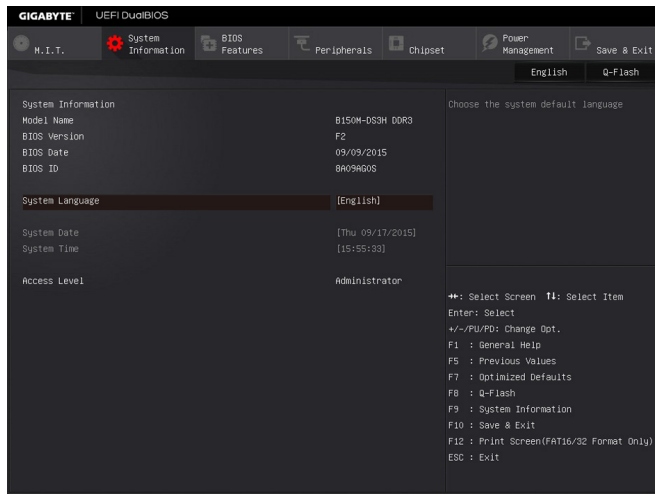 GIGABYTE™ UEFI DualBIOS
M.I.T.
System Information
BIOS Features
Peripherals
Chipset
Power Management
Save & Exit
English Q-Flash
System Information
Model Name B150M-DS3H DDR3
BIOS Version F2
BIOS Date 09/09/2015
BIOS ID 8A09AG0S
System Language [English]
System Date [Thu 09/17/2015]
System Time [15:55:33]
Access Level Administrator
Choose the system default language
→←: Select Screen ↑↓: Select Item
Enter: Select
+/-/PU/PD: Change Opt.
F1 : General Help
F5 : Previous Values
F7 : Optimized Defaults
F8 : Q-Flash
F9 : System Information
F10 : Save & Exit
F12 : Print Screen(FAT16/32 Format Only)
ESC : Exit